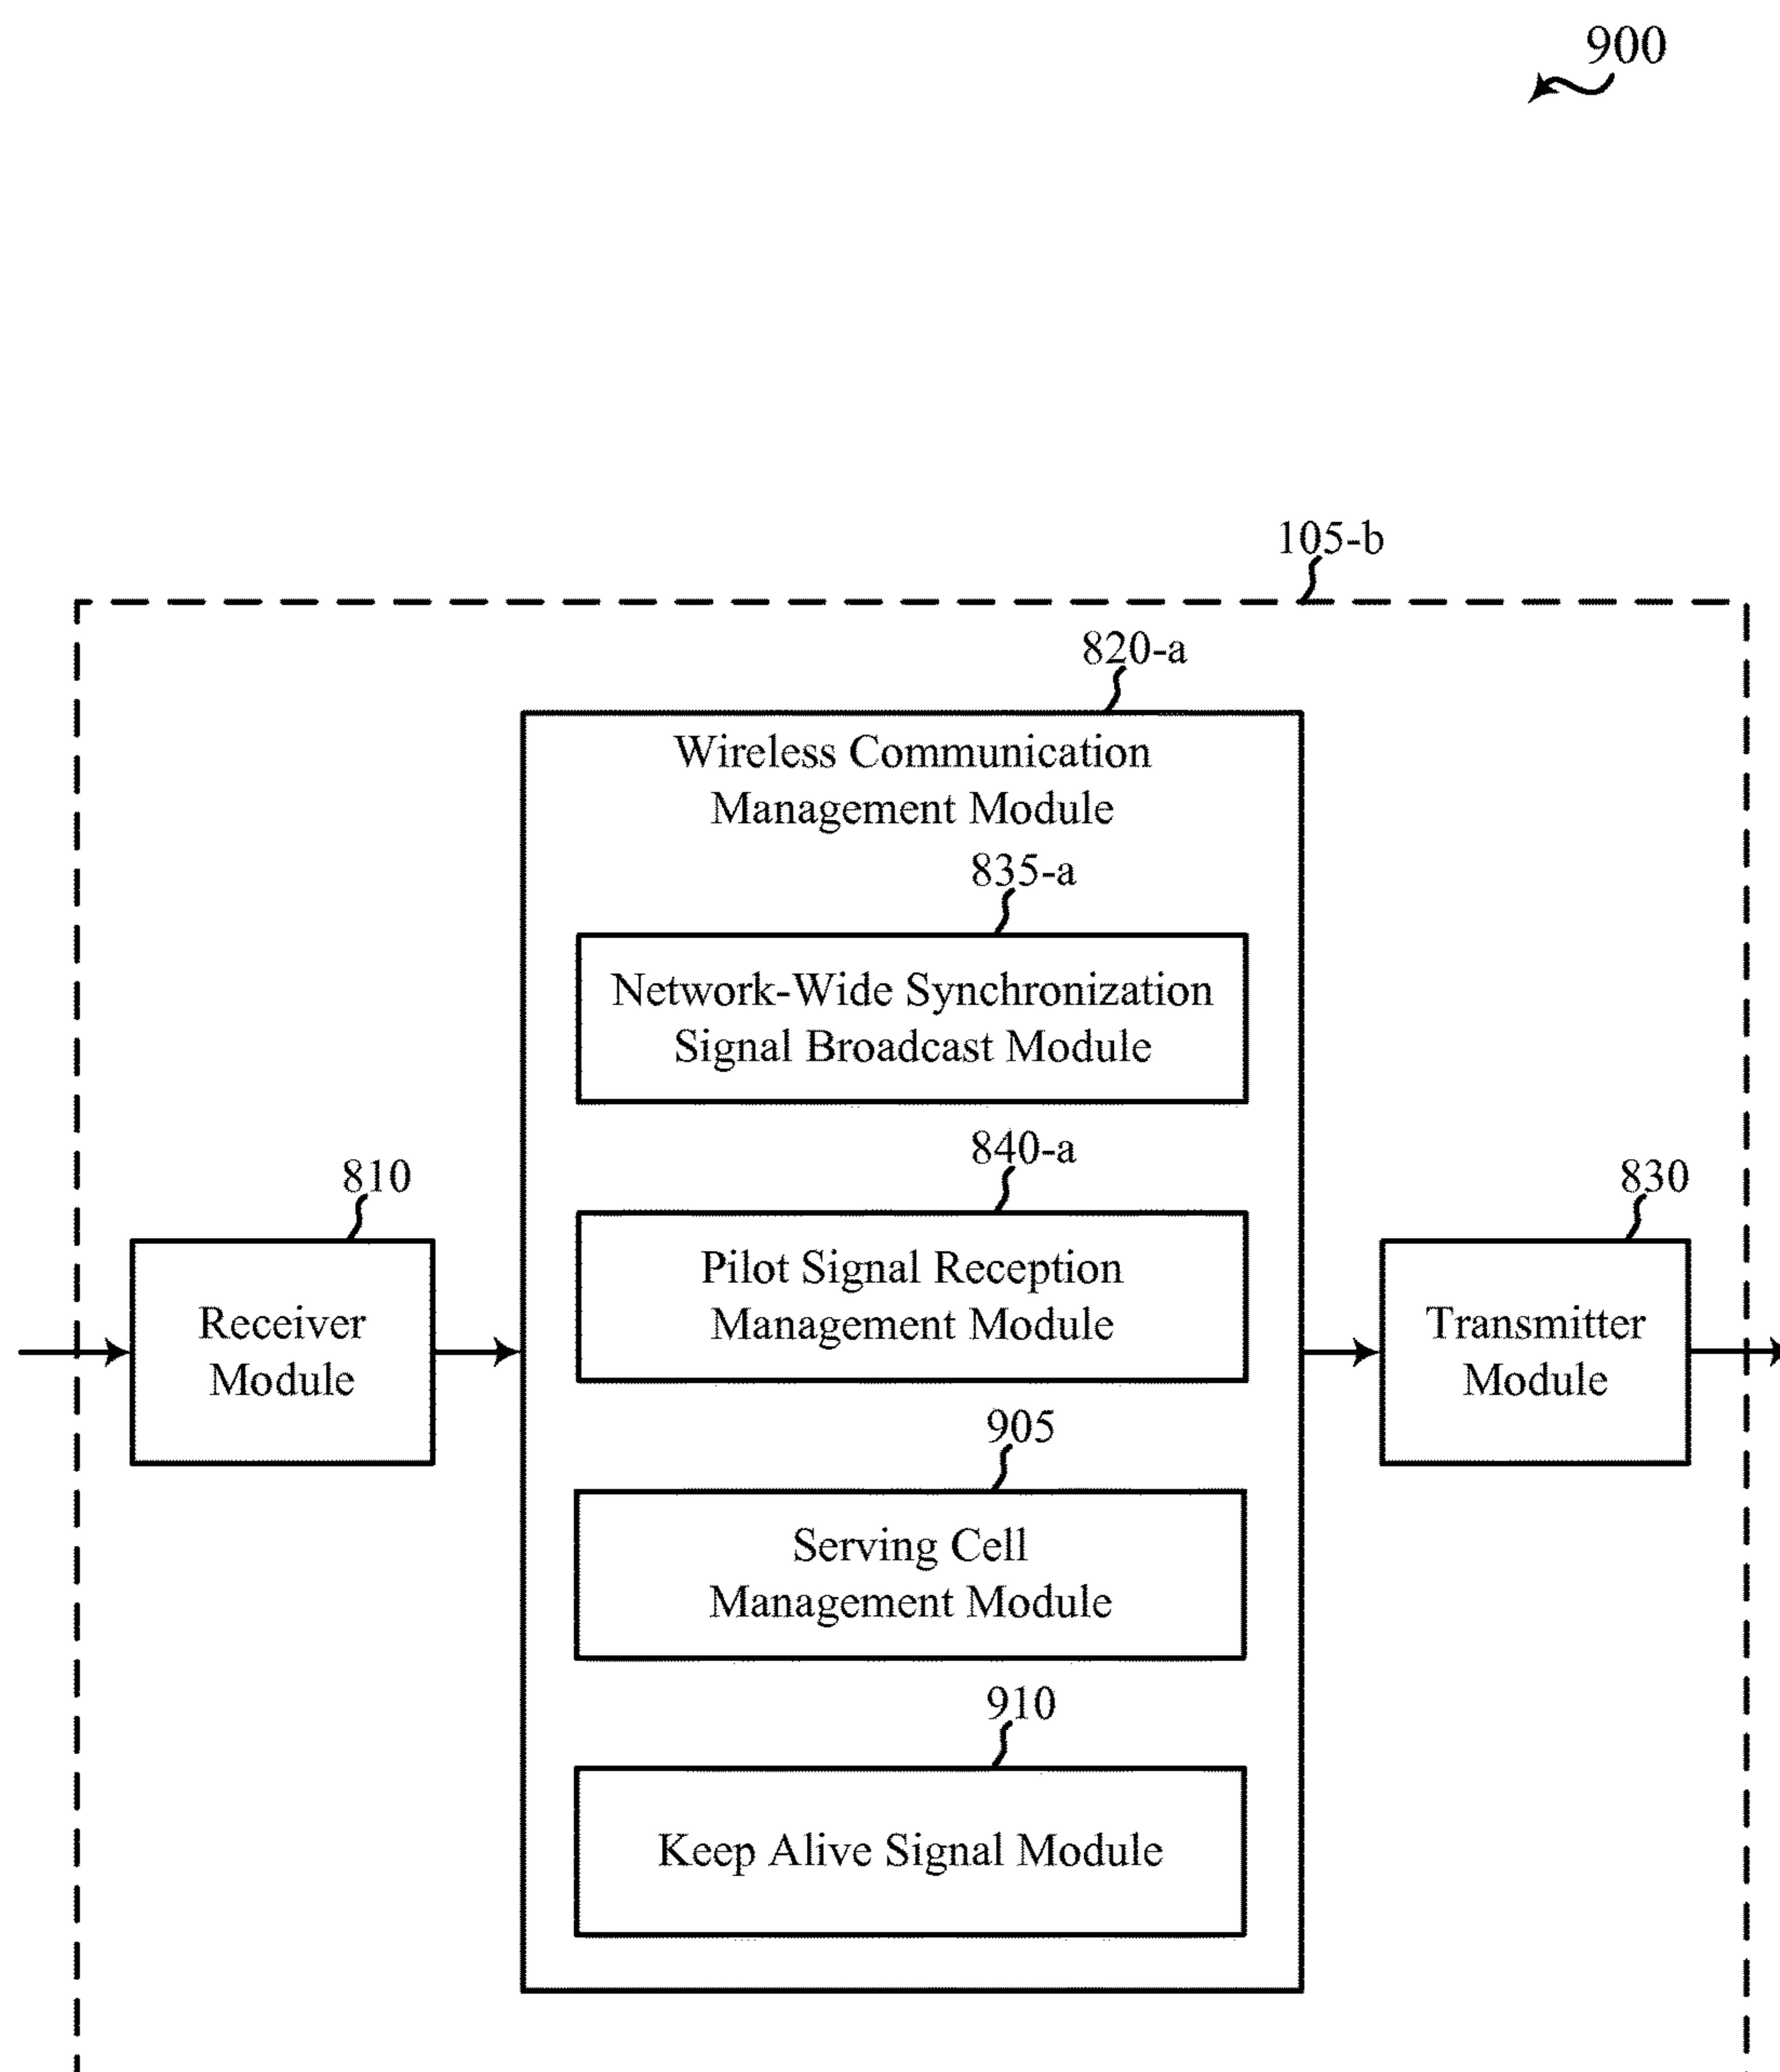 900
105-b
820-a
Wireless Communication
Management Module
835-a
Network-Wide Synchronization
Signal Broadcast Module
840-a
Pilot Signal Reception
Management Module
810
Receiver
Module
830
Transmitter
Module
905
Serving Cell
Management Module
910
Keep Alive Signal Module